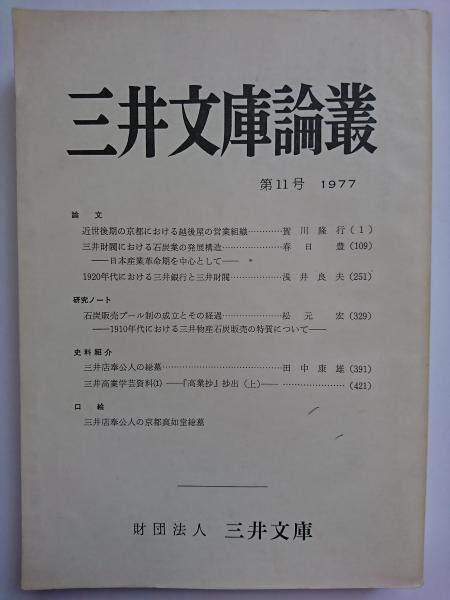 三井文庫論叢
第11号 1977
論文
近世後期の京都における越後屋の営業組織…………賀川隆行(1)
三井財閥における石炭業の発展構造…………………春日豊(109)
――日本産業革命期を中心として――
1920年代における三井銀行と三井財閥………………浅井良夫(251)
研究ノート
石炭販売プール制の成立とその経過…………………松元宏(329)
――1910年代における三井物産石炭販売の特質について――
史料紹介
三井店奉公人の総墓……………………………………田中康雄(391)
三井高業学芸資料(1) ――『高業抄』抄出(上)―― …………………(421)
口絵
三井店奉公人の京都真如堂総墓
財団法人 三井文庫